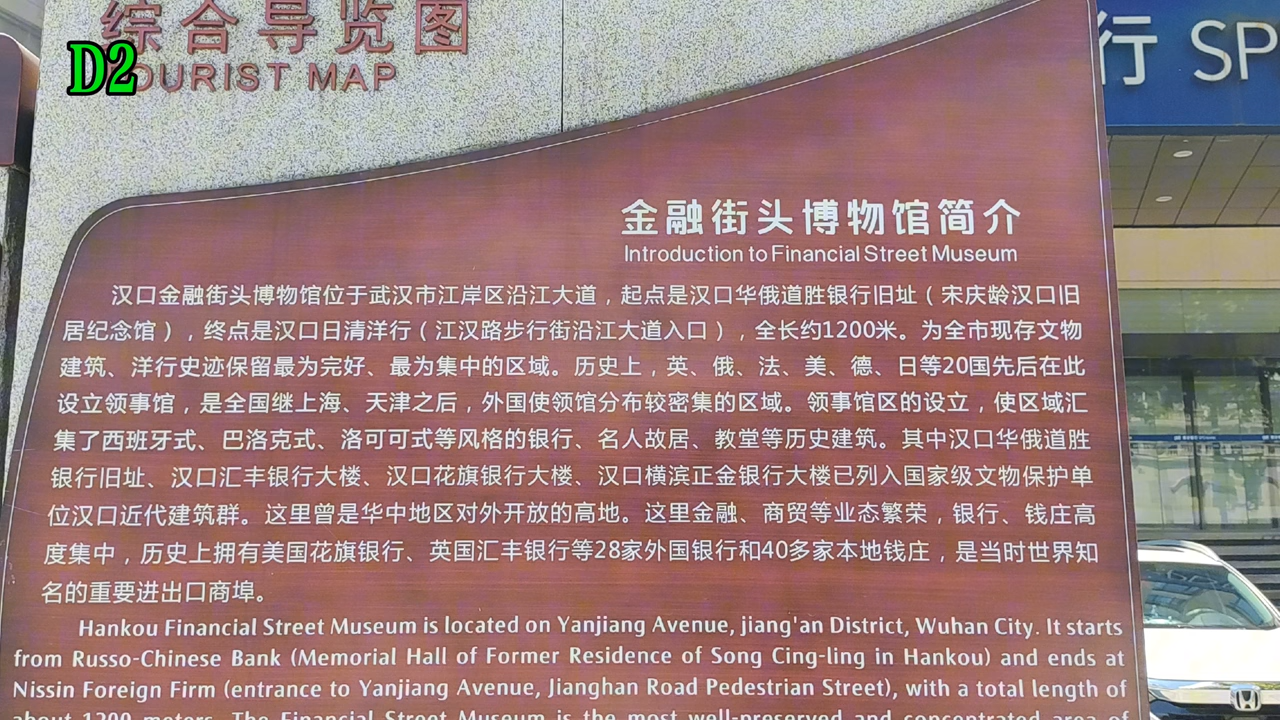 综合导览图
D2
OURIST MAP
行 SP
金融街头博物馆简介
Introduction to Financial Street Museum
汉口金融街头博物馆位于武汉市江岸区沿江大道，起点是汉口华俄道胜银行旧址（宋庆龄汉口旧
居纪念馆），终点是汉口日清洋行（江汉路步行街沿江大道入口），全长约1200米。为全市现存文物
建筑、洋行史迹保留最为完好、最为集中的区域。历史上，英、俄、法、美、德、日等20国先后在此
设立领事馆，是全国继上海、天津之后，外国使领馆分布较密集的区域。领事馆区的设立，使区域汇
集了西班牙式、巴洛克式、洛可可式等风格的银行、名人故居、教堂等历史建筑。其中汉口华俄道胜
银行旧址、汉口汇丰银行大楼、汉口花旗银行大楼、汉口横滨正金银行大楼已列入国家级文物保护单
位汉口近代建筑群。这里曾是华中地区对外开放的高地。这里金融、商贸等业态繁荣，银行、钱庄高
度集中，历史上拥有美国花旗银行、英国汇丰银行等28家外国银行和40多家本地钱庄，是当时世界知
名的重要进出口商埠。
Hankou Financial Street Museum is located on Yanjiang Avenue, jiang'an District, Wuhan City. It starts
from Russo-Chinese Bank (Memorial Hall of Former Residence of Song Cing-ling in Hankou) and ends at
Nissin Foreign Firm (entrance to Yanjiang Avenue, Jianghan Road Pedestrian Street), with a total length of
about 1200 meters. The Financial Street Museum is the most well-preserved and concentrated area of